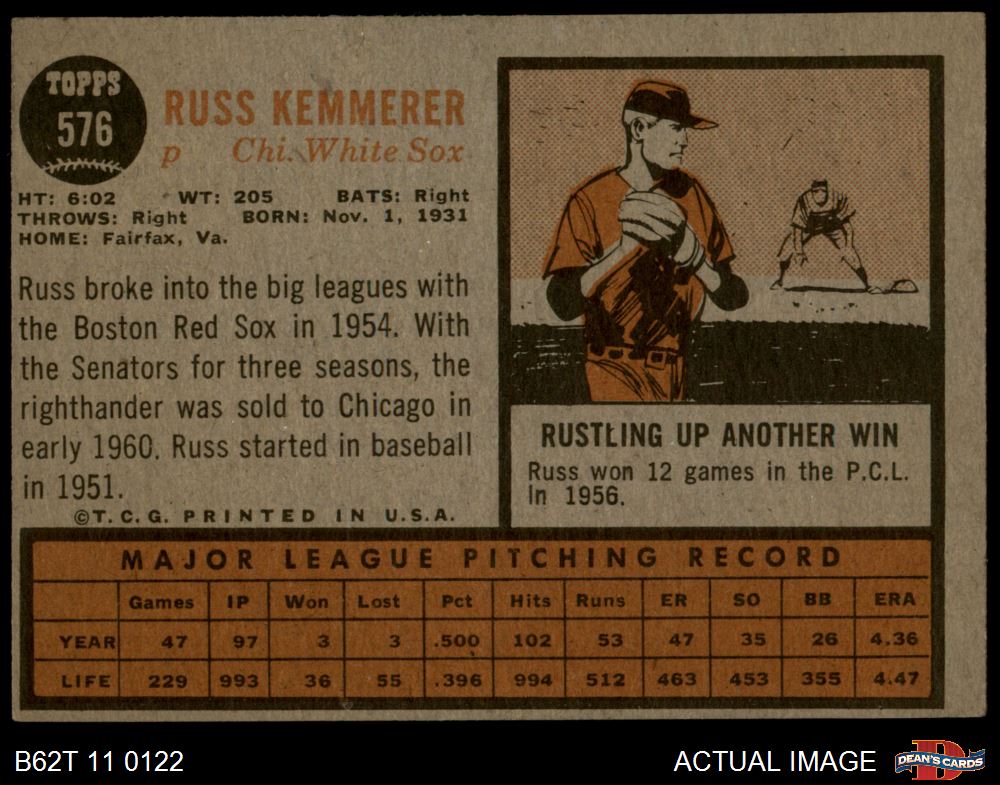 TOPPS
576
RUSS KEMMERER
p Chi. White Sox
HT: 6:02 WT: 205 BATS: Right
THROWS: Right BORN: Nov. 1, 1931
HOME: Fairfax, Va.
Russ broke into the big leagues with
the Boston Red Sox in 1954. With
the Senators for three seasons, the
righthander was sold to Chicago in
early 1960. Russ started in baseball
in 1951.
©T.C.G. PRINTED IN U.S.A.
RUSTLING UP ANOTHER WIN
Russ won 12 games in the P.C.L.
In 1956.
MAJOR LEAGUE PITCHING RECORD
Games IP Won Lost Pct Hits Runs ER SO BB ERA
YEAR 47 97 3 3 .500 102 53 47 35 26 4.36
LIFE 229 993 36 55 .396 994 512 463 453 355 4.47
B62T 11 0122
ACTUAL IMAGE
D
DEAN'S CARDS